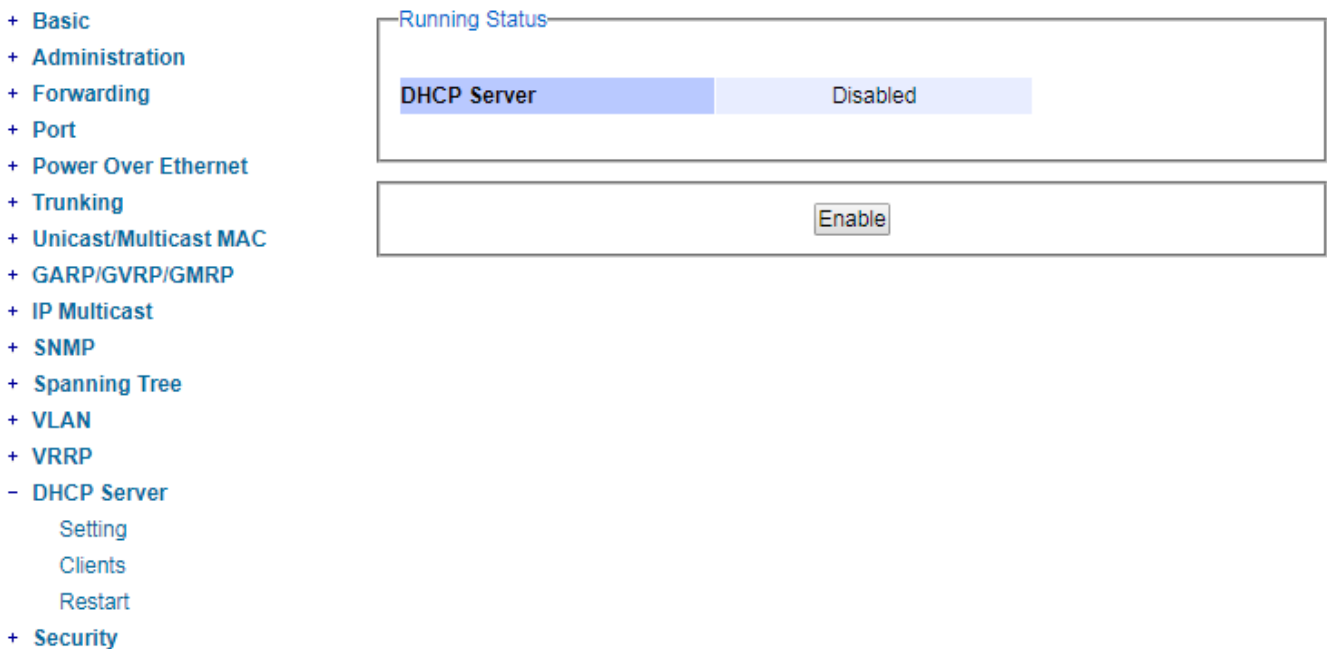 + Basic
+ Administration
+ Forwarding
+ Port
+ Power Over Ethernet
+ Trunking
+ Unicast/Multicast MAC
+ GARP/GVRP/GMRP
+ IP Multicast
+ SNMP
+ Spanning Tree
+ VLAN
+ VRRP
- DHCP Server
Setting
Clients
Restart
+ Security
Running Status
DHCP Server Disabled
Enable